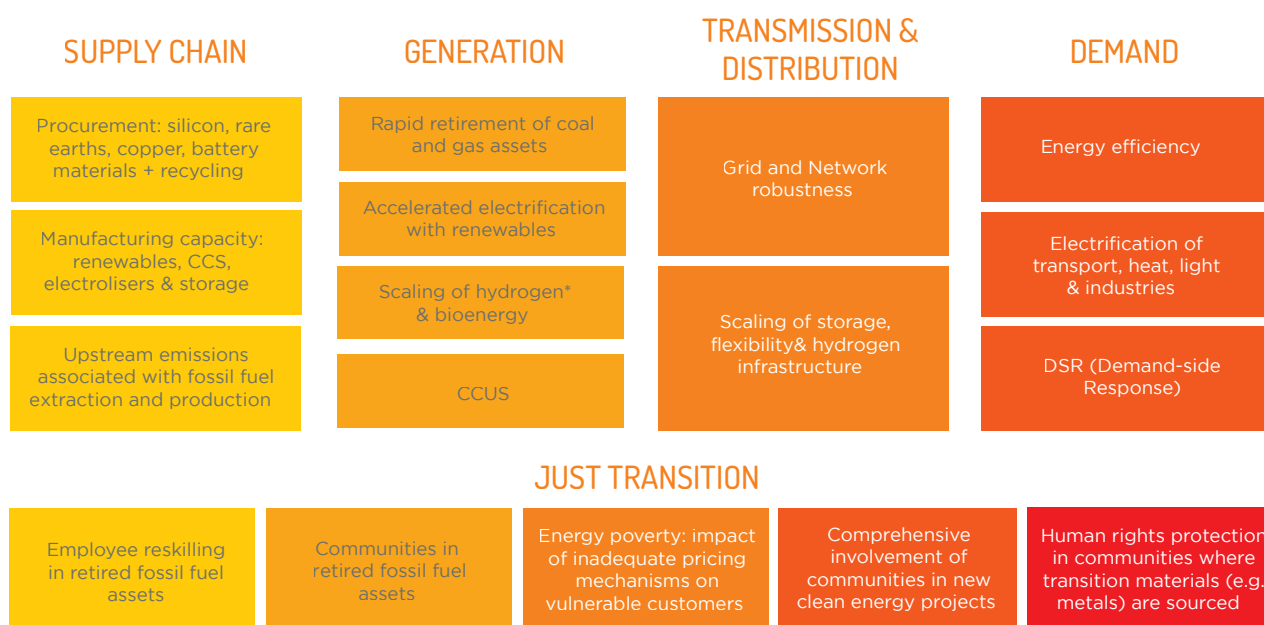 SUPPLY CHAIN
Procurement: silicon, rare
earths, copper, battery
materials + recycling
Manufacturing capacity:
renewables, CCS,
electrolisers & storage
Upstream emissions
associated with fossil fuel
extraction and production
GENERATION
Rapid retirement of coal
and gas assets
Accelerated electrification
with renewables
Scaling of hydrogen*
& bioenergy
CCUS
TRANSMISSION &
DISTRIBUTION
Grid and Network
robustness
Scaling of storage,
flexibility& hydrogen
infrastructure
DEMAND
Energy efficiency
Electrification of
transport, heat, light
& industries
DSR (Demand-side
Response)
JUST TRANSITION
Employee reskilling
in retired fossil fuel
assets
Communities in
retired fossil fuel
assets
Energy poverty: impact
of inadequate pricing
mechanisms on
vulnerable customers
Comprehensive
involvement of
communities in new
clean energy projects
Human rights protection
in communities where
transition materials (e.g.
metals) are sourced